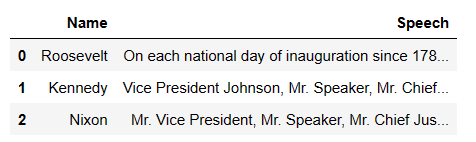 Name Speech
0 Roosevelt On each national day of inauguration since 178...
1 Kennedy Vice President Johnson, Mr. Speaker, Mr. Chief...
2 Nixon Mr. Vice President, Mr. Speaker, Mr. Chief Jus...